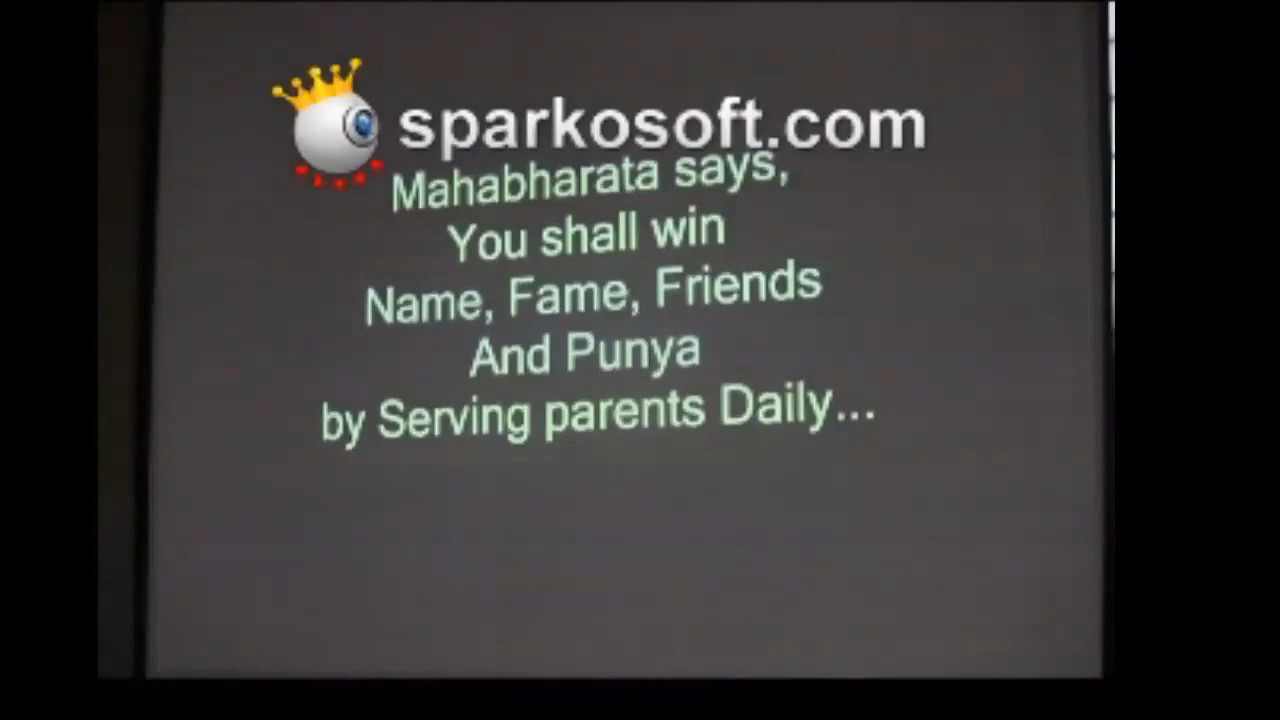 sparkosoft.com
Mahabharata says,
You shall win
Name, Fame, Friends
And Punya
by Serving parents Daily...